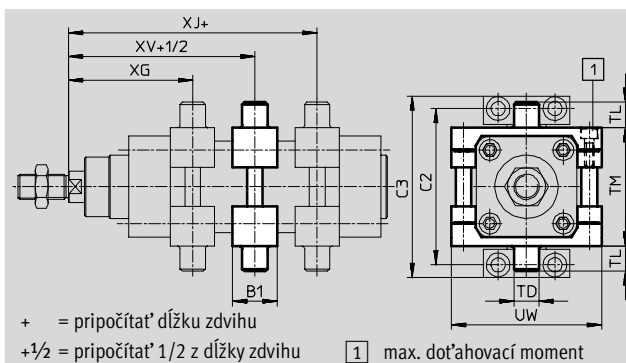 XJ+
XV+1/2
XG
1
TL
C3
C2
TM
TL
B1
TD
UW
+ = pripočítať dĺžku zdvihu
+½ = pripočítať 1/2 z dĺžky zdvihu
1 max. doťahovací moment